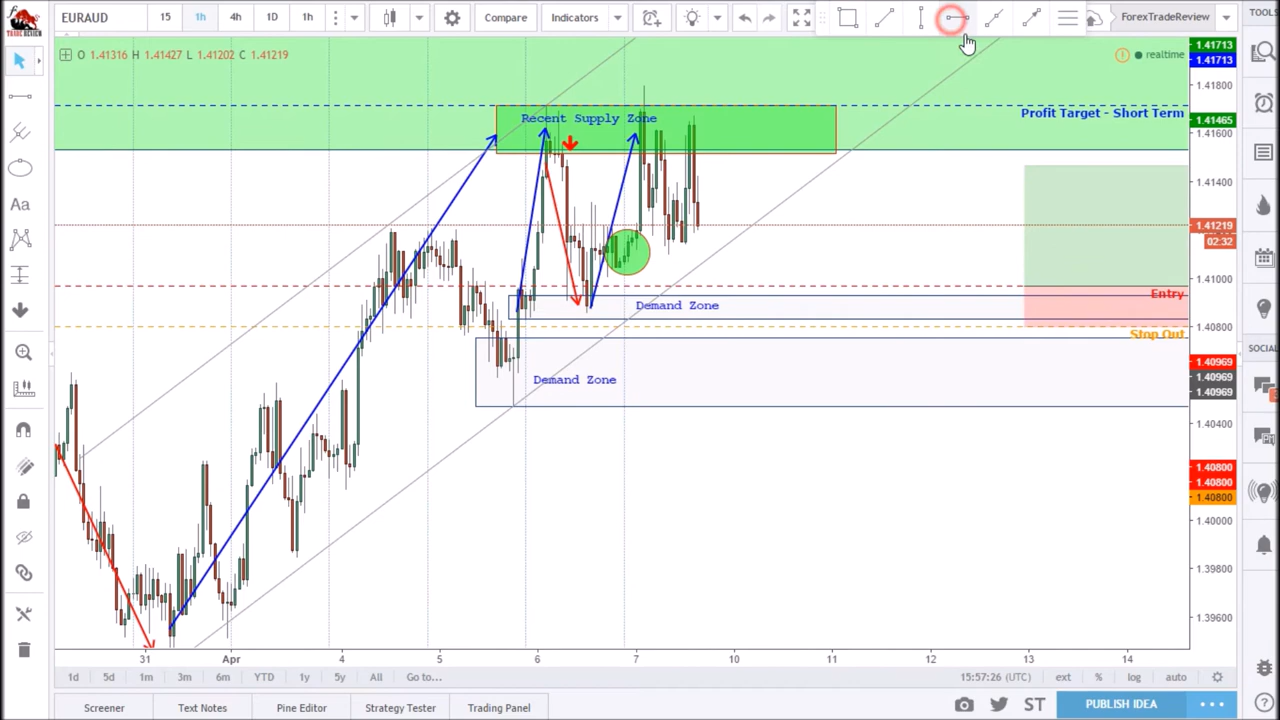 EURAUD 15 1h 4h 1D 1h Compare Indicators ForexTradeReview TOOLS
O 1.41316 H 1.41427 L 1.41202 C 1.41219
realtime
1.41713
1.41713
1.41800
Profit Target - Short Term
Recent Supply Zone
1.41465
1.41600
1.41400
1.41219
02:32
1.41000
Entry
Demand Zone
1.40800
Stop Out
SOCIAL
1.40969
1.40969
1.40969
Demand Zone
1.40400
1.40800
1.40800
1.40800
1.40000
1.39800
1.39600
31 Apr 4 5 6 7 10 11 12 13 14
1d 5d 1m 3m 6m YTD 1y 5y All Go to... 15:57:26 (UTC) ext % log auto
Screener Text Notes Pine Editor Strategy Tester Trading Panel ST PUBLISH IDEA